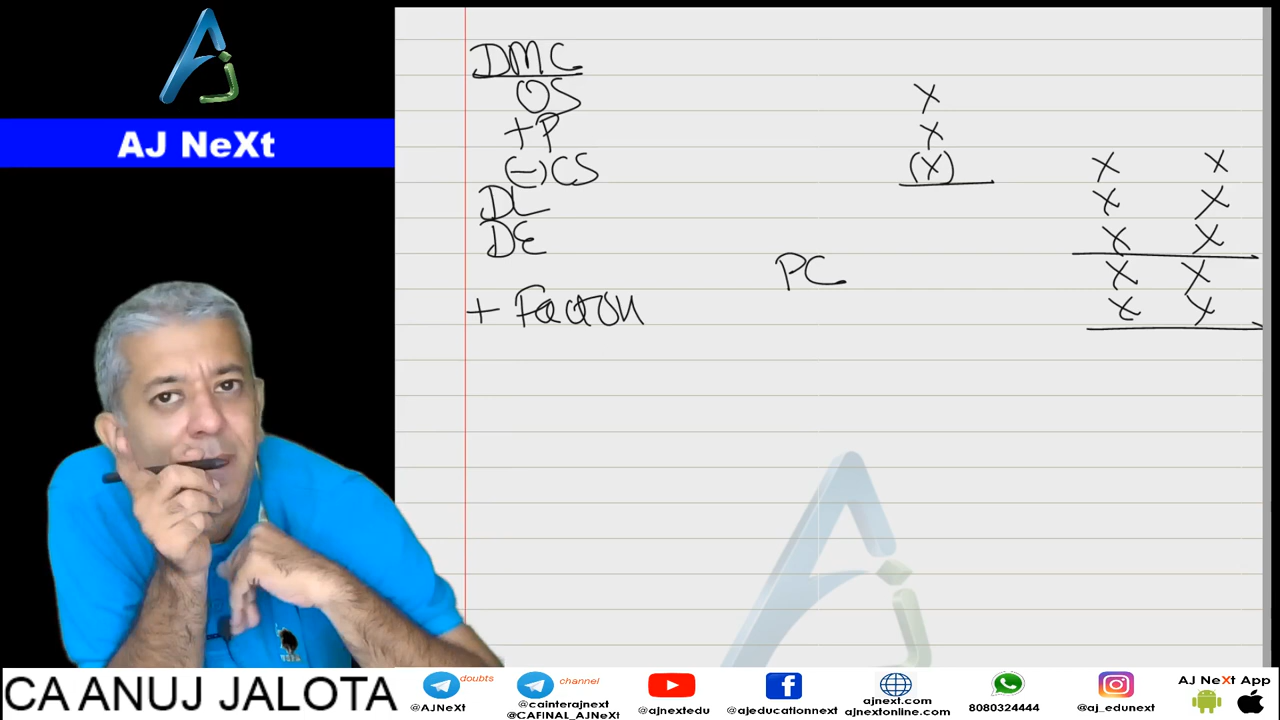 AJ NeXt
DMC
OS X
+P X
(-) CS (X) X X
DL X X
DE X X
PC X X
+ Faction X X
CA ANUJ JALOTA
doubts
@AJNeXt
channel
@cainterajnext
@CAFINAL_AJNeXt
@ajnextedu
@ajeducationnext
ajnext.com
ajnextonline.com
8080324444
@aj_edunext
AJ NeXt App